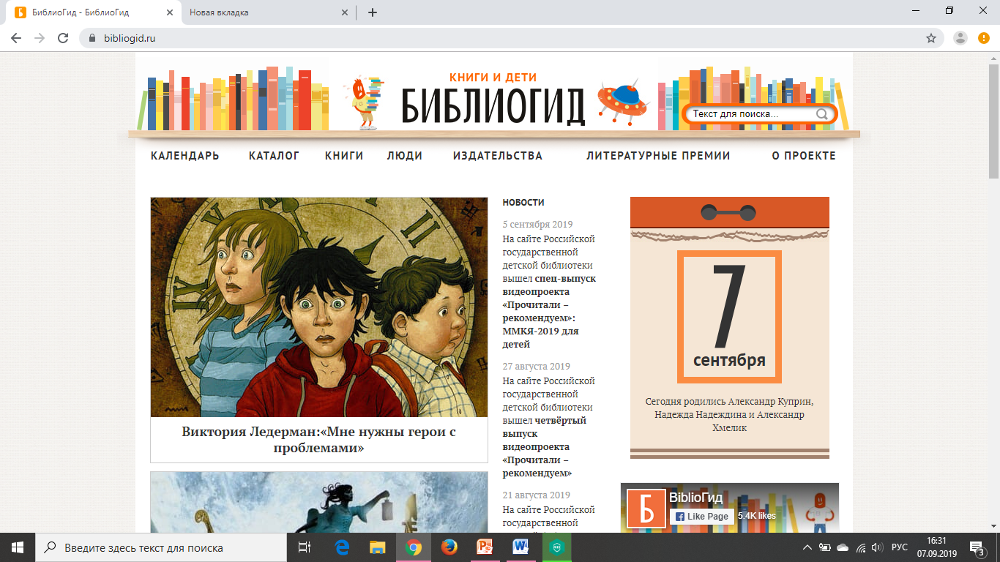 БиблиоГид - БиблиоГид
Новая вкладка
bibliogid.ru
КНИГИ И ДЕТИ
БИБЛИОГИД
Текст для поиска...
КАЛЕНДАРЬ КАТАЛОГ КНИГИ ЛЮДИ ИЗДАТЕЛЬСТВА ЛИТЕРАТУРНЫЕ ПРЕМИИ О ПРОЕКТЕ
Виктория Ледерман:«Мне нужны герои с
проблемами»
НОВОСТИ
5 сентября 2019
На сайте Российской
государственной
детской библиотеки
вышел спец-выпуск
видеопроекта
«Прочитали –
рекомендуем»:
ММКЯ-2019 для
детей
27 августа 2019
На сайте Российской
государственной
детской библиотеки
вышел четвёртый
выпуск
видеопроекта
«Прочитали –
рекомендуем»
21 августа 2019
На сайте Российской
государственной
7
сентября
Сегодня родились Александр Куприн,
Надежда Надеждина и Александр
Хмелик
Б
BiblioГид
Like Page 5.4K likes
Введите здесь текст для поиска
РУС
16:31
07.09.2019
3